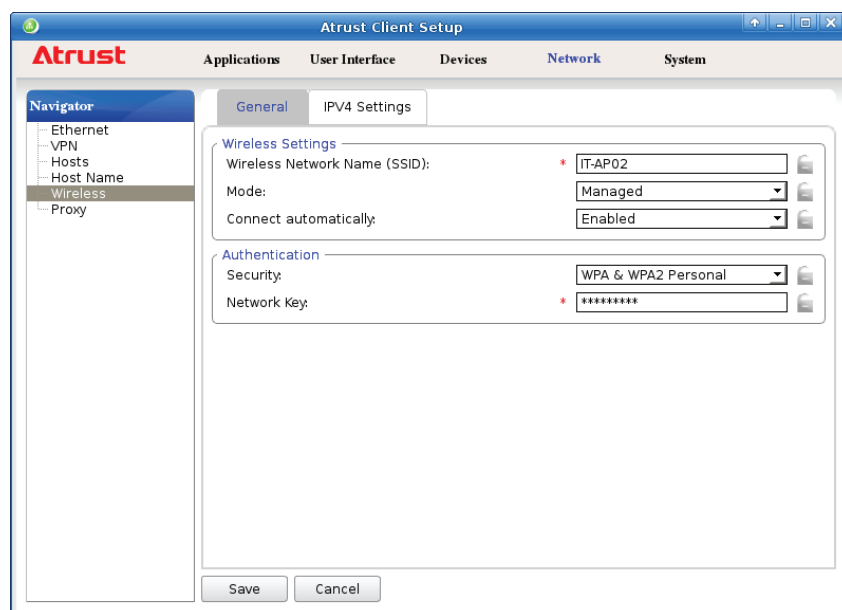 Atrust Client Setup
Atrust
Applications User Interface Devices Network System
Navigator
Ethernet
VPN
Hosts
Host Name
Wireless
Proxy
General IPV4 Settings
Wireless Settings
Wireless Network Name (SSID): * IT-AP02
Mode: Managed
Connect automatically: Enabled
Authentication
Security: WPA & WPA2 Personal
Network Key: * *********
Save Cancel